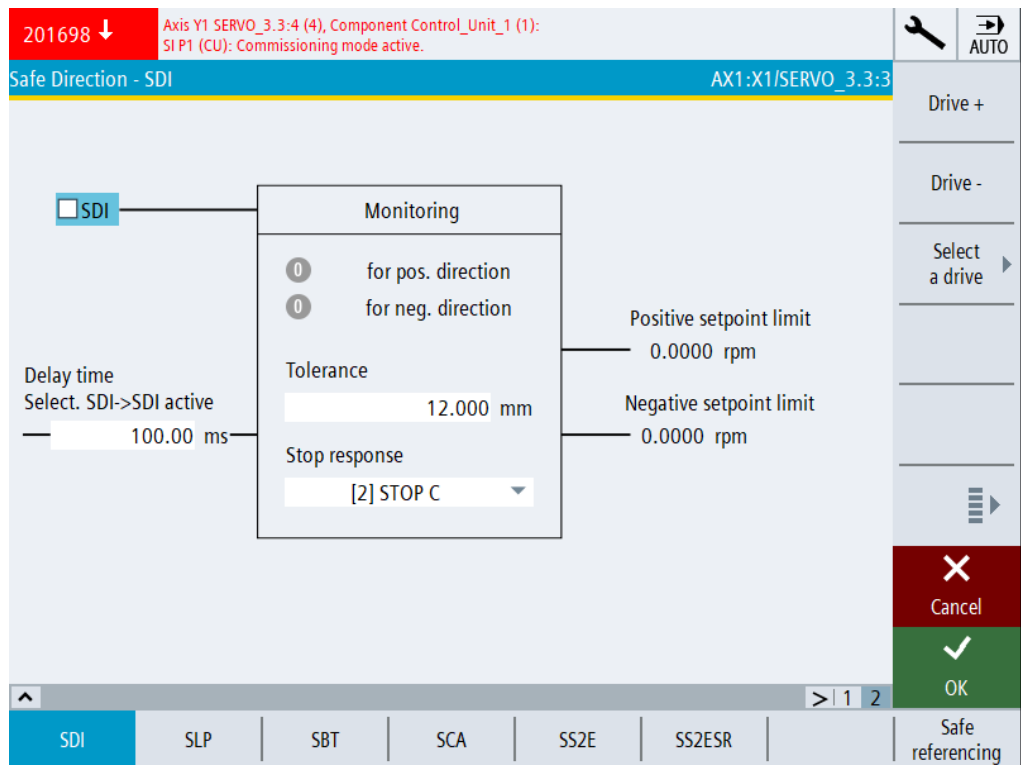 201698
Axis Y1 SERVO_3.3:4 (4), Component Control_Unit_1 (1):
SI P1 (CU): Commissioning mode active.
AUTO
Safe Direction - SDI
AX1:X1/SERVO_3.3:3
Drive +
Drive -
Select
a drive
SDI
Monitoring
0 for pos. direction
0 for neg. direction
Positive setpoint limit
0.0000 rpm
Delay time
Select. SDI->SDI active
100.00 ms
Tolerance
12.000 mm
Negative setpoint limit
0.0000 rpm
Stop response
[2] STOP C
Cancel
OK
> 1 2
SDI
SLP
SBT
SCA
SS2E
SS2ESR
Safe
referencing